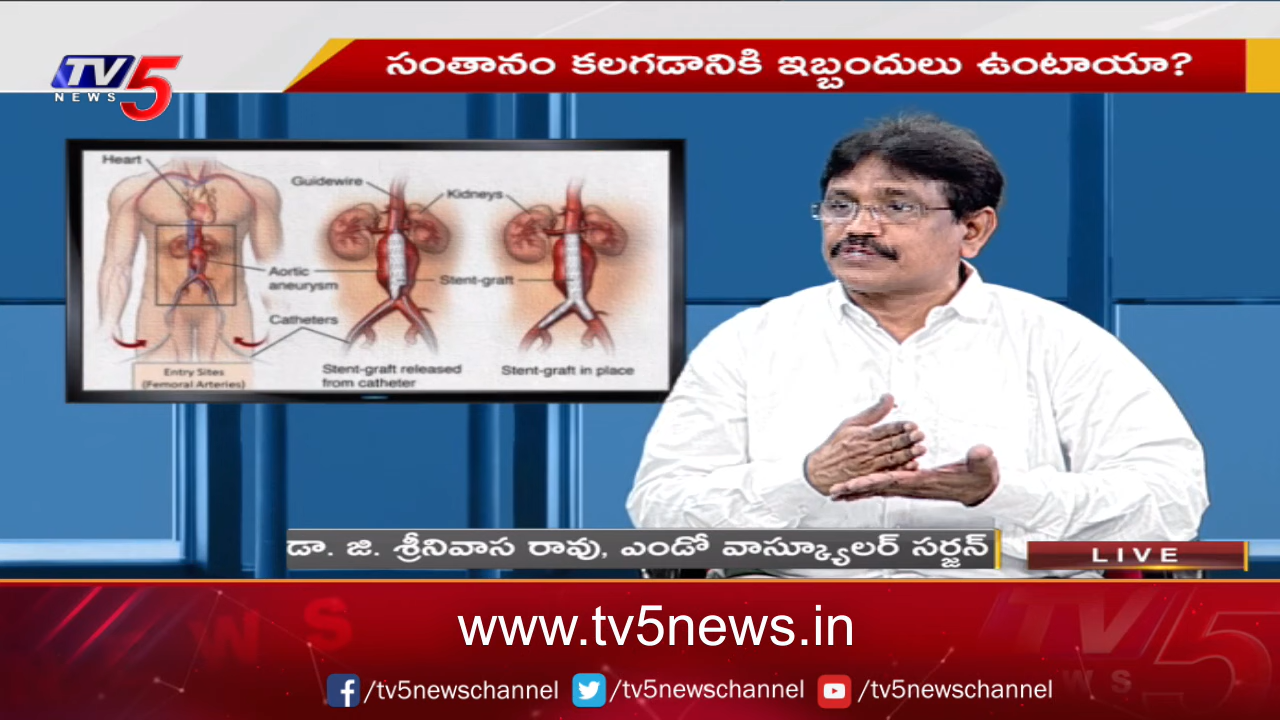 సంతానం కలగడానికి ఇబ్బందులు ఉంటాయా?
TV5
NEWS
Heart
Guidewire
Kidneys
Aortic
aneurysm
Stent-graft
Catheters
Entry Sites
(Femoral Arteries)
Stent-graft released
from catheter
Stent-graft in place
డా. జి. శ్రీనివాస రావు, ఎండో వాస్క్యూలర్ సర్జన్
LIVE
www.tv5news.in
/tv5newschannel
/tv5newschannel
/tv5newschannel